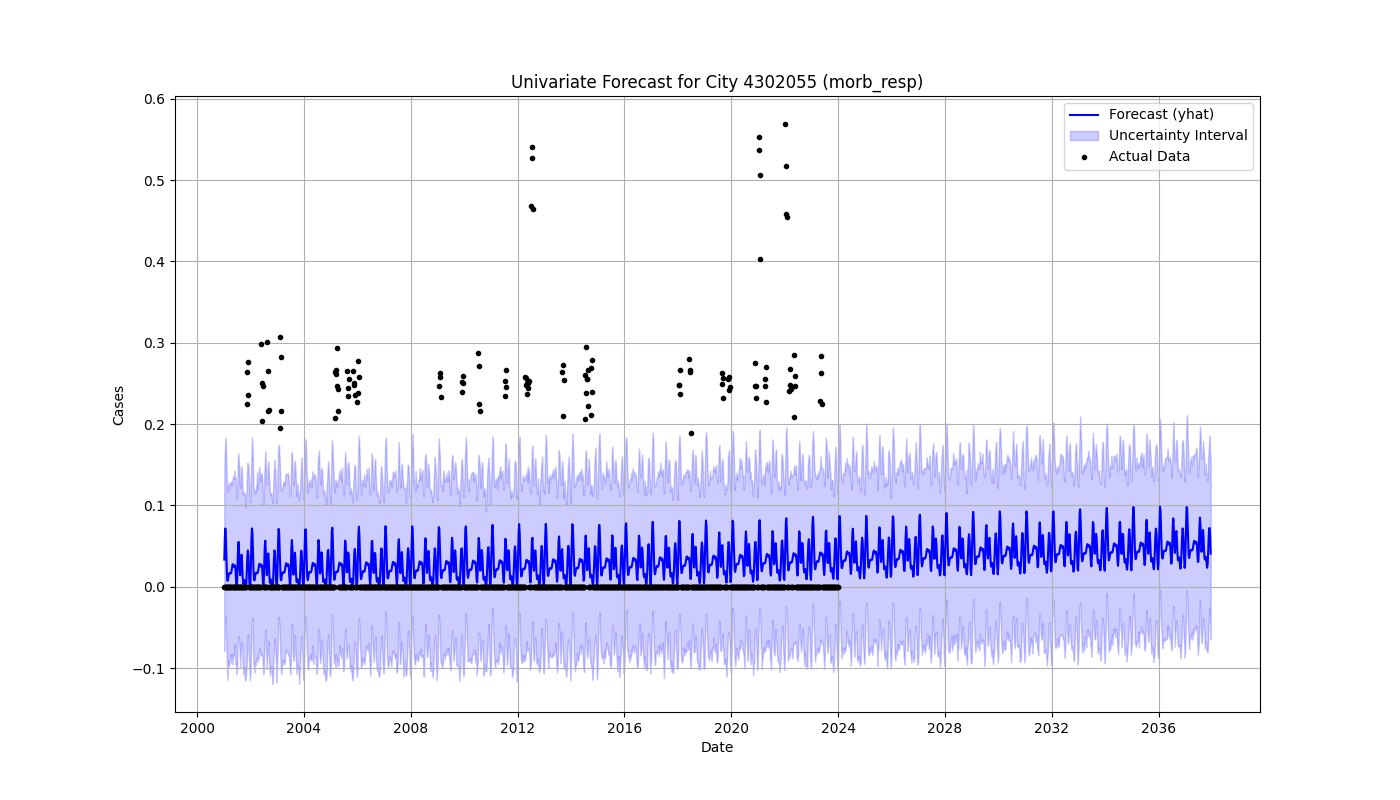 Univariate Forecast for City 4302055 (morb_resp)
Forecast (yhat)
Uncertainty Interval
Actual Data
0.6
0.5
0.4
0.3
0.2
0.1
0.0
−0.1
Cases
2000 2004 2008 2012 2016 2020 2024 2028 2032 2036
Date